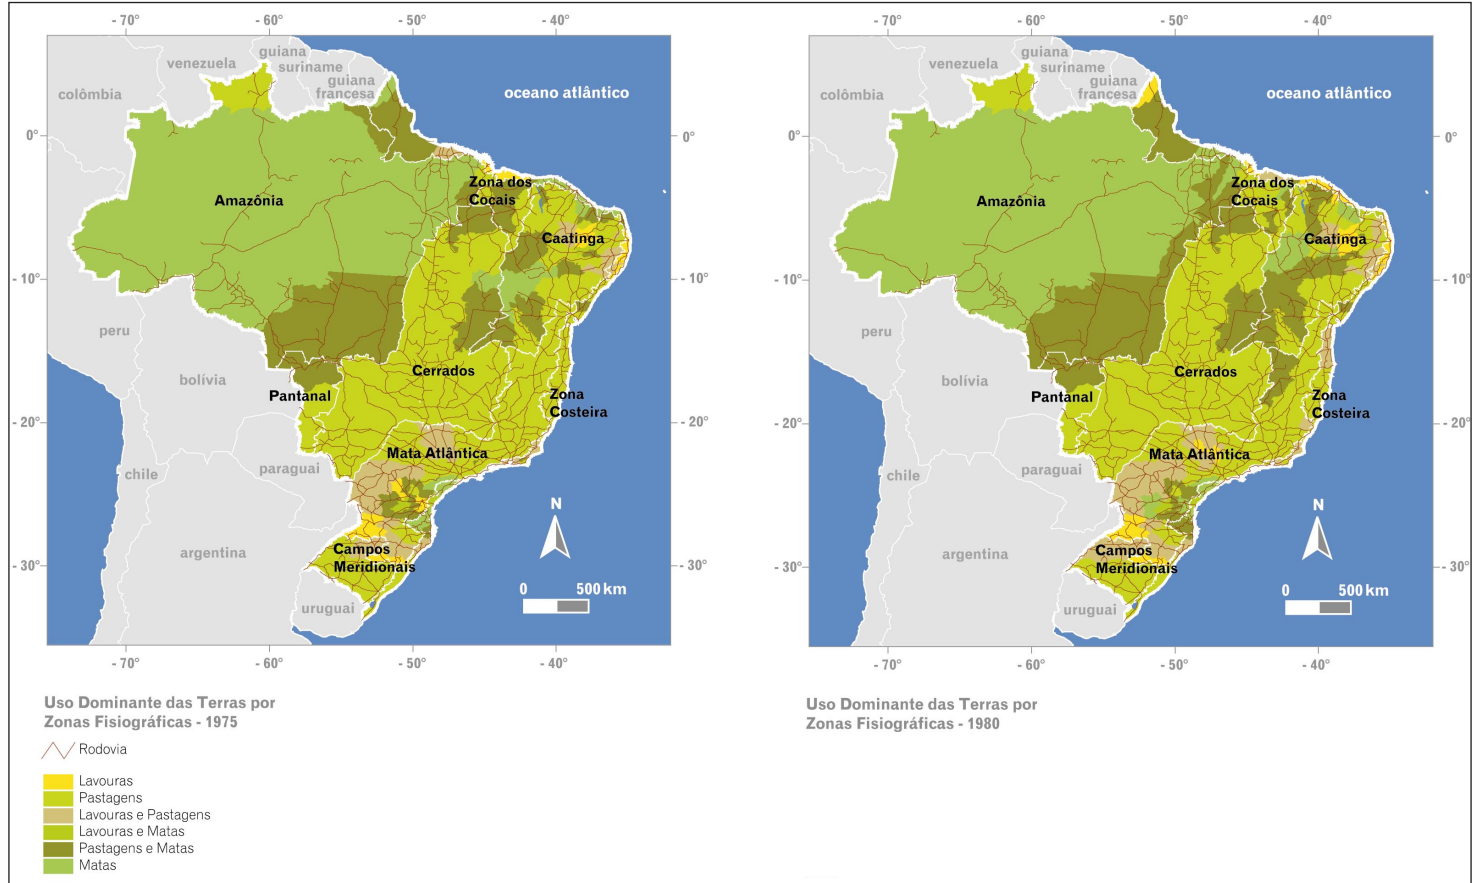 - 70°
- 60°
- 50°
- 40°
guiana
venezuela
suriname
guiana
francesa
colômbia
oceano atlântico
0°
0°
Zona dos
Cocais
Amazônia
Caatinga
- 10°
- 10°
peru
Cerrados
bolívia
Pantanal
Zona
Costeira
- 20°
- 20°
Mata Atlântica
paraguai
chile
N
Campos
Meridionais
argentina
- 30°
- 30°
0 500 km
uruguai
- 70°
- 60°
- 50°
- 40°
Uso Dominante das Terras por
Zonas Fisiográficas - 1975
Rodovia
Lavouras
Pastagens
Lavouras e Pastagens
Lavouras e Matas
Pastagens e Matas
Matas
- 70°
- 60°
- 50°
- 40°
guiana
venezuela
suriname
guiana
francesa
colômbia
oceano atlântico
0°
0°
Zona dos
Cocais
Amazônia
Caatinga
- 10°
- 10°
peru
Cerrados
bolívia
Pantanal
Zona
Costeira
- 20°
- 20°
Mata Atlântica
paraguai
chile
N
Campos
Meridionais
argentina
- 30°
- 30°
0 500 km
uruguai
- 70°
- 60°
- 50°
- 40°
Uso Dominante das Terras por
Zonas Fisiográficas - 1980